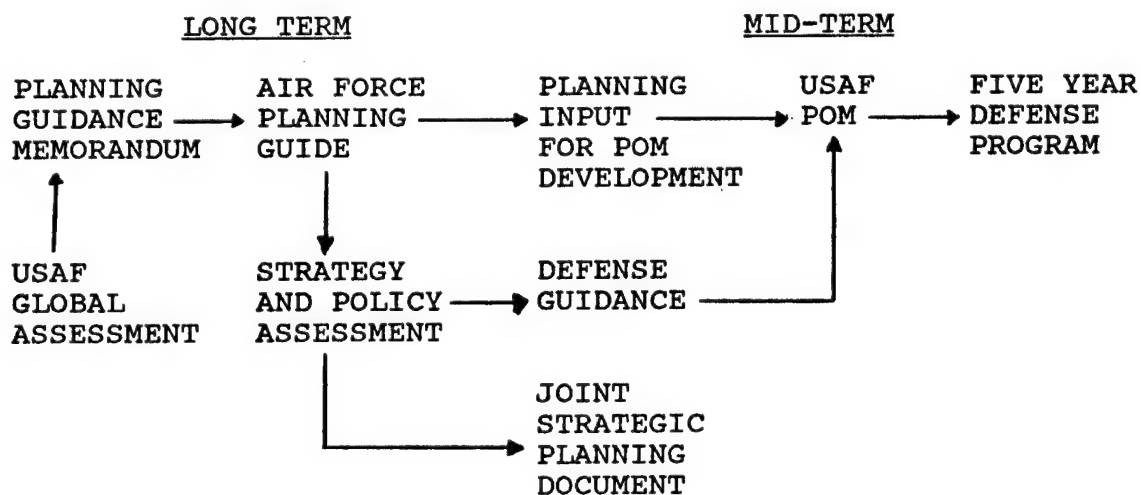 LONG TERM
MID-TERM
PLANNING
GUIDANCE
MEMORANDUM
AIR FORCE
PLANNING
GUIDE
PLANNING
INPUT
FOR POM
DEVELOPMENT
USAF
POM
FIVE YEAR
DEFENSE
PROGRAM
USAF
GLOBAL
ASSESSMENT
STRATEGY
AND POLICY
ASSESSMENT
DEFENSE
GUIDANCE
JOINT
STRATEGIC
PLANNING
DOCUMENT